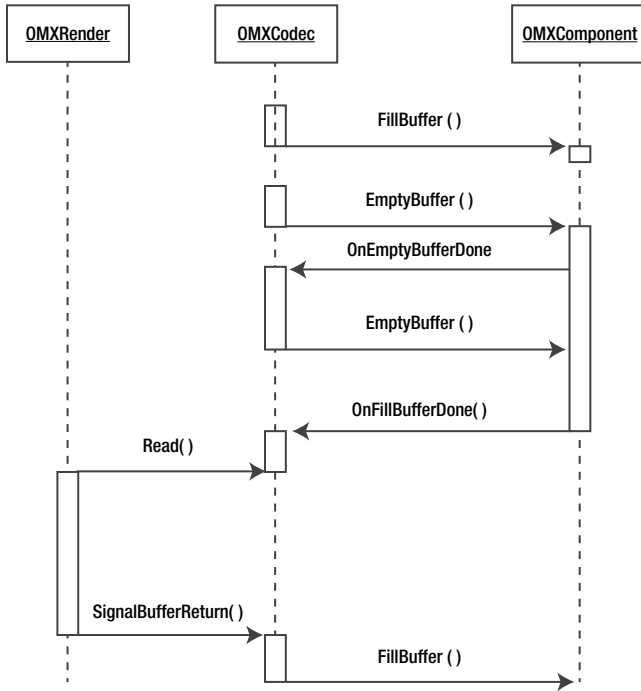 OMXRender
OMXCodec
OMXComponent
FillBuffer ( )
EmptyBuffer ( )
OnEmptyBufferDone
EmptyBuffer ( )
OnFillBufferDone( )
Read( )
SignalBufferReturn( )
FillBuffer ( )